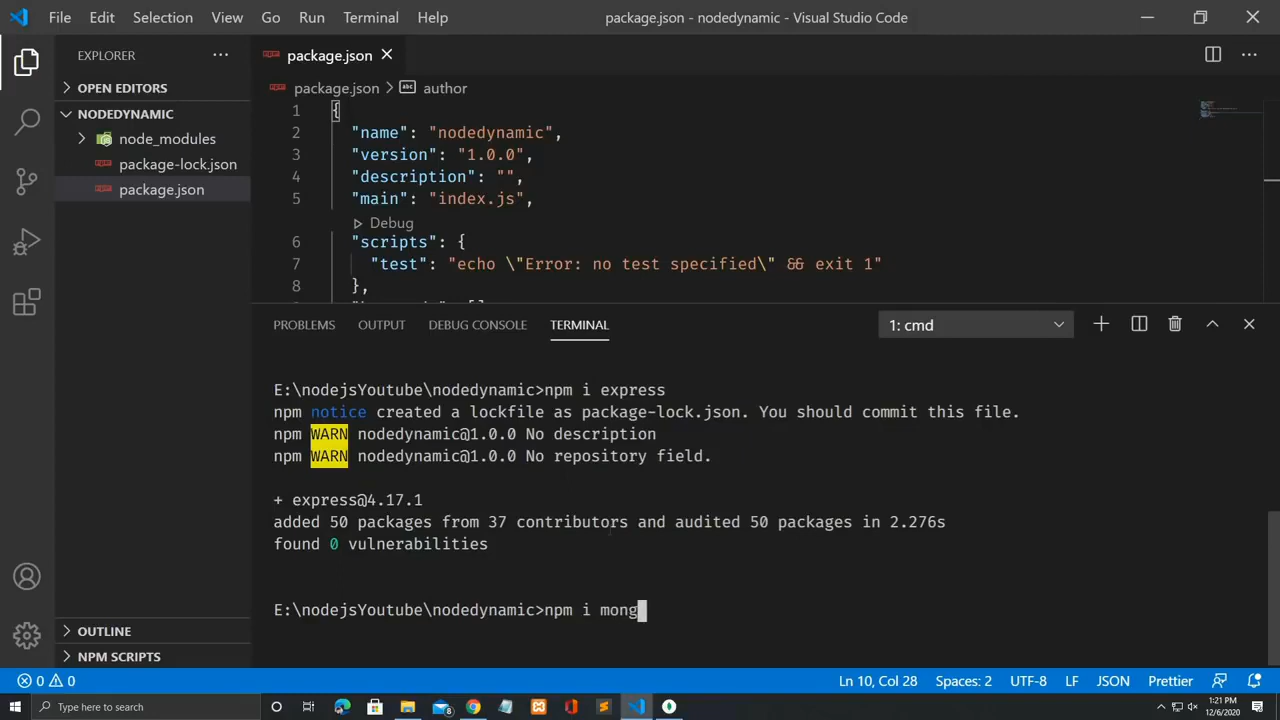 File Edit Selection View Go Run Terminal Help
package.json - nodedynamic - Visual Studio Code
EXPLORER
OPEN EDITORS
NODEDYNAMIC
node_modules
package-lock.json
package.json
OUTLINE
NPM SCRIPTS
package.json
package.json > author
1 {
2 "name": "nodedynamic",
3 "version": "1.0.0",
4 "description": "",
5 "main": "index.js",
Debug
6 "scripts": {
7 "test": "echo \"Error: no test specified\" && exit 1"
8 },
PROBLEMS OUTPUT DEBUG CONSOLE TERMINAL
1: cmd
E:\nodejsYoutube\nodedynamic>npm i express
npm notice created a lockfile as package-lock.json. You should commit this file.
npm WARN nodedynamic@1.0.0 No description
npm WARN nodedynamic@1.0.0 No repository field.
+ express@4.17.1
added 50 packages from 37 contributors and audited 50 packages in 2.276s
found 0 vulnerabilities
E:\nodejsYoutube\nodedynamic>npm i mong
0 0
Ln 10, Col 28 Spaces: 2 UTF-8 LF JSON Prettier
Type here to search
1:21 PM
12/6/2020